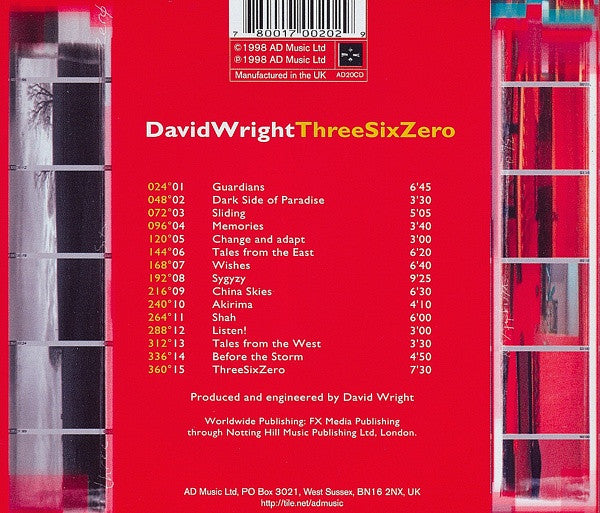 7 80017 00202 9
©1998 AD Music Ltd
℗1998 AD Music Ltd
Manufactured in the UK
AD20CD
DavidWrightThreeSixZero
024°01 Guardians 6'45
048°02 Dark Side of Paradise 3'30
072°03 Sliding 5'05
096°04 Memories 3'40
120°05 Change and adapt 3'00
144°06 Tales from the East 6'20
168°07 Wishes 6'40
192°08 Sygyzy 9'25
216°09 China Skies 6'30
240°10 Akirima 4'10
264°11 Shah 6'00
288°12 Listen! 3'00
312°13 Tales from the West 3'30
336°14 Before the Storm 4'50
360°15 ThreeSixZero 7'30
Produced and engineered by David Wright
Worldwide Publishing: FX Media Publishing
through Notting Hill Music Publishing Ltd, London.
AD Music Ltd, PO Box 3021, West Sussex, BN16 2NX, UK
http://tile.net/admusic